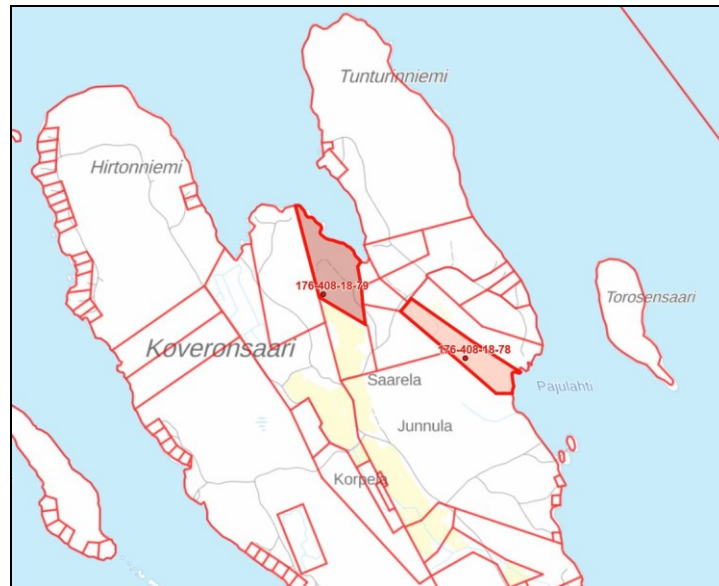 Tunturinniemi
Hirtonniemi
Torosensaari
176-408-18-79
Koveronsaari
176-408-18-78
Saarela
Pajulahti
Junnula
Korpela